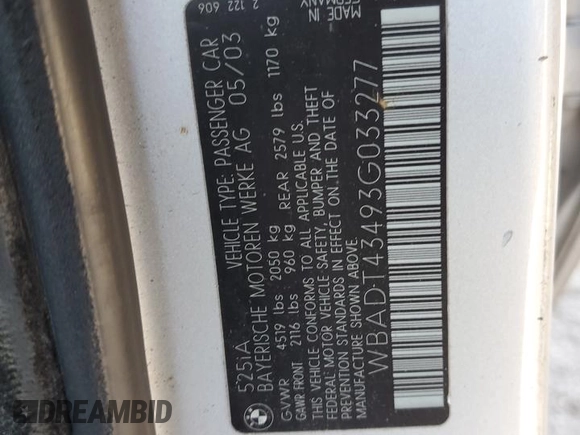 525iA
VEHICLE TYPE: PASSENGER CAR
BAYERISCHE MOTOREN WERKE AG 05/03
GVWR 4519 lbs 2050 kg REAR 2579 lbs 1170 kg
GAWR FRONT 2116 lbs 960 kg
THIS VEHICLE CONFORMS TO ALL APPLICABLE U.S.
FEDERAL MOTOR VEHICLE SAFETY, BUMPER AND THEFT
PREVENTION STANDARDS IN EFFECT ON THE DATE OF
MANUFACTURE SHOWN ABOVE.
WBADT43493G033277
MADE IN
GERMANY
2 122 606
BMW
DREAMBID